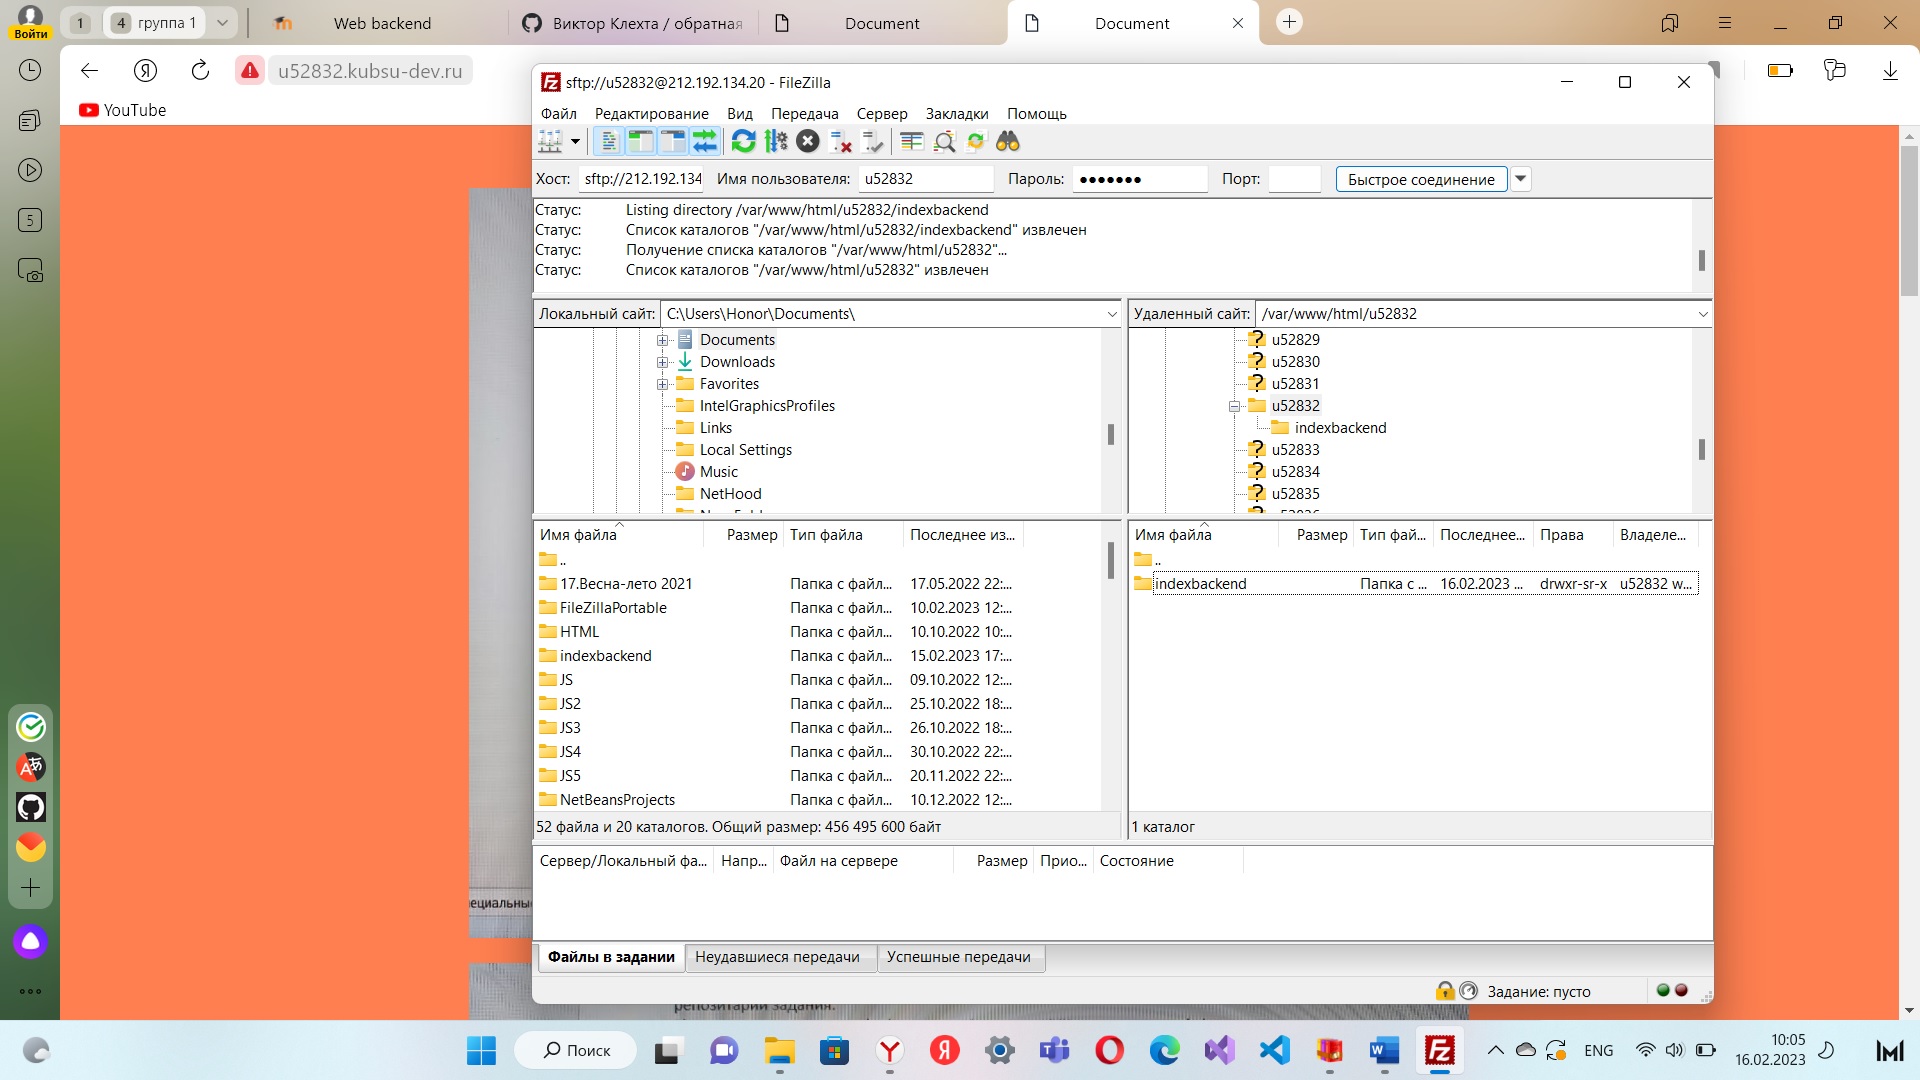 Войти
1
4 группа 1
Web backend
Виктор Клехта / обратная
Document
Document
u52832.kubsu-dev.ru
YouTube
5
sftp://u52832@212.192.134.20 - FileZilla
Файл Редактирование Вид Передача Сервер Закладки Помощь
Хост: sftp://212.192.134 Имя пользователя: u52832 Пароль: ●●●●●●● Порт: Быстрое соединение
Статус: Listing directory /var/www/html/u52832/indexbackend
Статус: Список каталогов "/var/www/html/u52832/indexbackend" извлечен
Статус: Получение списка каталогов "/var/www/html/u52832"...
Статус: Список каталогов "/var/www/html/u52832" извлечен
Локальный сайт: C:\Users\Honor\Documents\
Documents
Downloads
Favorites
IntelGraphicsProfiles
Links
Local Settings
Music
NetHood
Удаленный сайт: /var/www/html/u52832
u52829
u52830
u52831
u52832
indexbackend
u52833
u52834
u52835
Имя файла Размер Тип файла Последнее из...
..
17.Весна-лето 2021 Папка с файл... 17.05.2022 22:...
FileZillaPortable Папка с файл... 10.02.2023 12:...
HTML Папка с файл... 10.10.2022 10:...
indexbackend Папка с файл... 15.02.2023 17:...
JS Папка с файл... 09.10.2022 12:...
JS2 Папка с файл... 25.10.2022 18:...
JS3 Папка с файл... 26.10.2022 18:...
JS4 Папка с файл... 30.10.2022 22:...
JS5 Папка с файл... 20.11.2022 22:...
NetBeansProjects Папка с файл... 10.12.2022 12:...
52 файла и 20 каталогов. Общий размер: 456 495 600 байт
Имя файла Размер Тип фай... Последнее... Права Владеле...
..
indexbackend Папка с ... 16.02.2023 ... drwxr-sr-x u52832 w...
1 каталог
Сервер/Локальный фа... Напр... Файл на сервере Размер Прио... Состояние
Файлы в задании Неудавшиеся передачи Успешные передачи
Задание: пусто
ециальны
репозитарий задания.
Поиск
ENG
10:05
16.02.2023